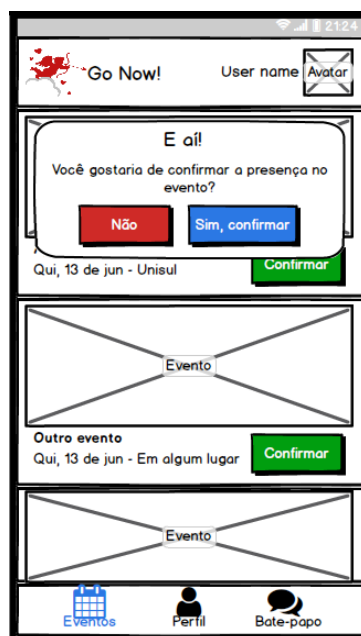 21:24
Go Now!
User name
Avatar
E aí!
Você gostaria de confirmar a presença no
evento?
Não
Sim, confirmar
Qui, 13 de jun - Unisul
Confirmar
Evento
Outro evento
Qui, 13 de jun - Em algum lugar
Confirmar
Evento
Eventos
Perfil
Bate-papo